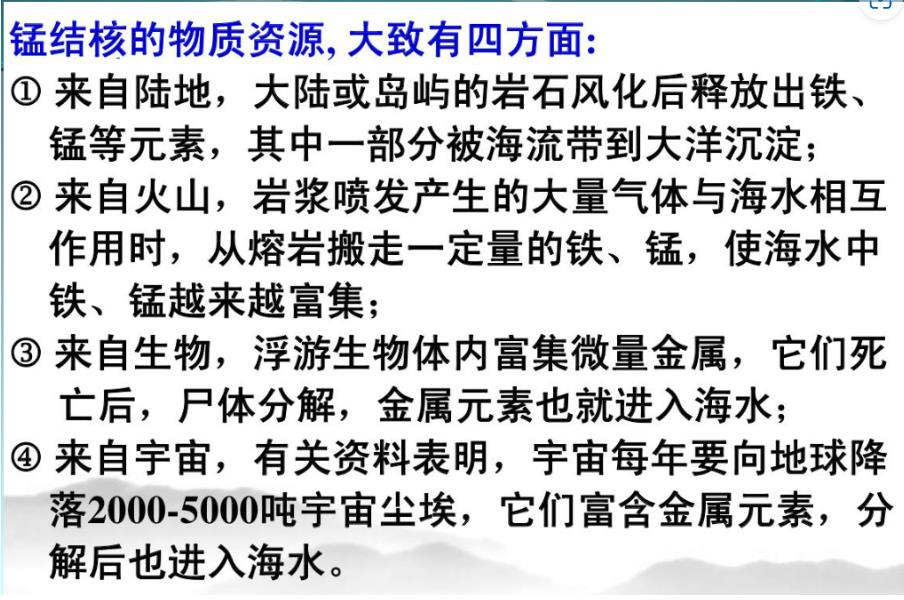 锰结核的物质资源, 大致有四方面:
① 来自陆地，大陆或岛屿的岩石风化后释放出铁、
锰等元素，其中一部分被海流带到大洋沉淀；
② 来自火山，岩浆喷发产生的大量气体与海水相互
作用时，从熔岩搬走一定量的铁、锰，使海水中
铁、锰越来越富集；
③ 来自生物，浮游生物体内富集微量金属，它们死
亡后，尸体分解，金属元素也就进入海水；
④ 来自宇宙，有关资料表明，宇宙每年要向地球降
落2000-5000吨宇宙尘埃，它们富含金属元素，分
解后也进入海水。